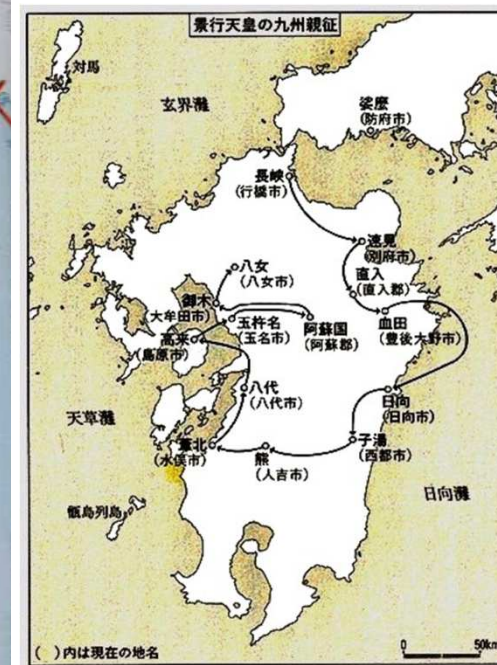 景行天皇の九州親征
対馬
玄界灘
娑麼
(防府市)
長峡
(行橋市)
速見
(別府市)
直入
(直入郡)
八女
(八女市)
御木
(大牟田市)
玉杵名
(玉名市)
阿蘇国
(阿蘇郡)
血田
(豊後大野市)
高来
(島原市)
八代
(八代市)
日向
(日向市)
天草灘
葦北
(水俣市)
熊
(人吉市)
子湯
(西都市)
甑島列島
日向灘
( )内は現在の地名
0 50km